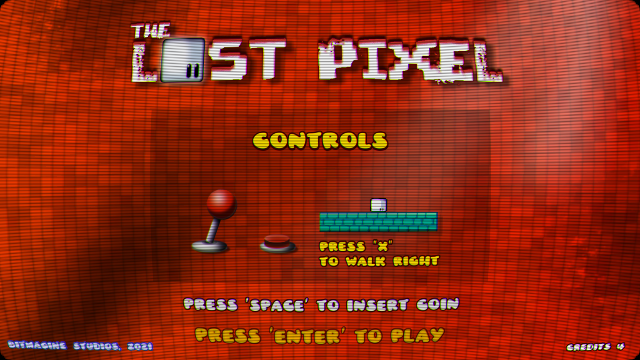 THE
LOST PIXEL
CONTROLS
PRESS 'X'
TO WALK RIGHT
PRESS 'SPACE' TO INSERT COIN
PRESS 'ENTER' TO PLAY
BITMAGINE STUDIOS, 2021
CREDITS 4